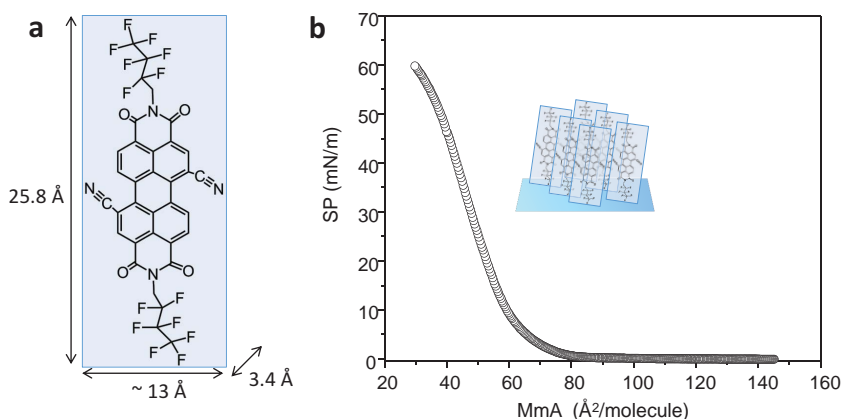 a
F
F F F
F F
F
N
O O
C N
25.8 Å
N C
O O
N
F F
F F
F F
F
~ 13 Å
3.4 Å
b
70
60
50
40
30
20
10
0
SP (mN/m)
20 40 60 80 100 120 140 160
MmA (Å²/molecule)